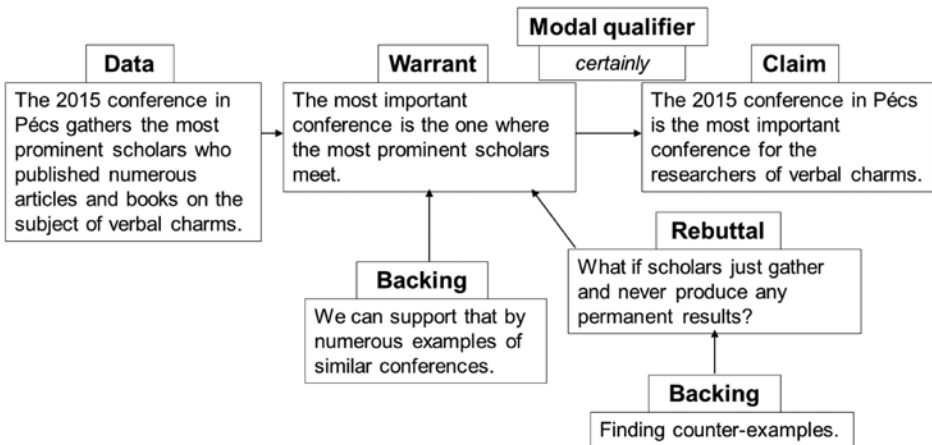 Modal qualifier
certainly
Data
The 2015 conference in
Pécs gathers the most
prominent scholars who
published numerous
articles and books on the
subject of verbal charms.
Warrant
The most important
conference is the one where
the most prominent scholars
meet.
Claim
The 2015 conference in Pécs
is the most important
conference for the
researchers of verbal charms.
Backing
We can support that by
numerous examples of
similar conferences.
Rebuttal
What if scholars just gather
and never produce any
permanent results?
Backing
Finding counter-examples.